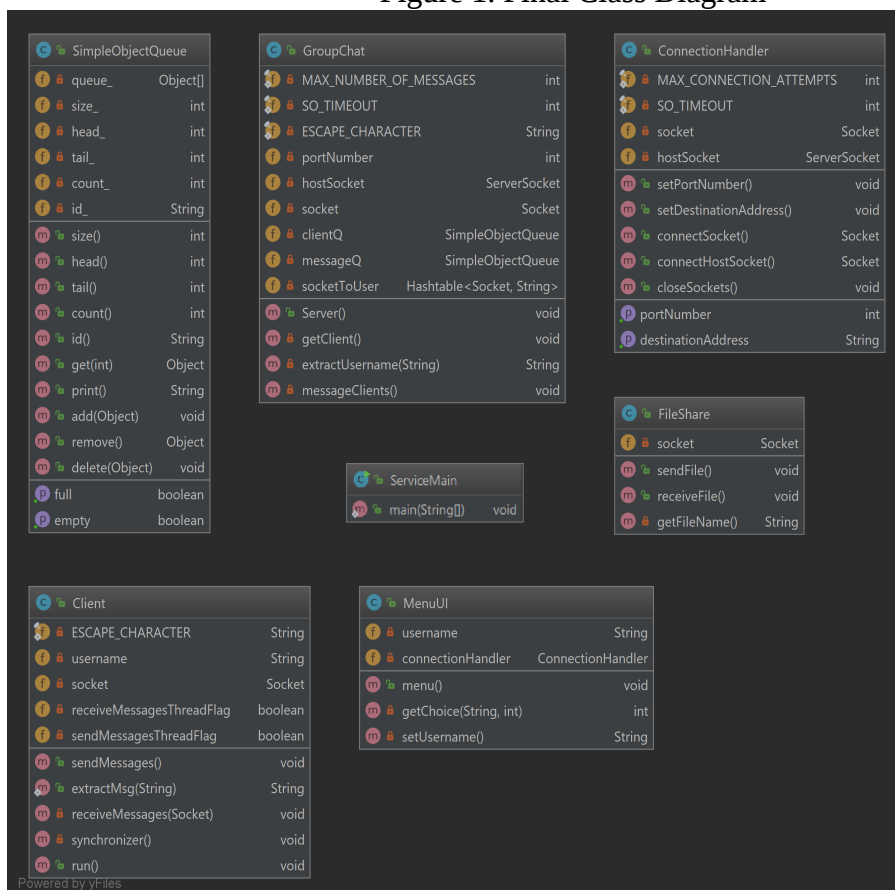 Figure 1: Final Class Diagram
SimpleObjectQueue
queue_ Object[]
size_ int
head_ int
tail_ int
count_ int
id_ String
size() int
head() int
tail() int
count() int
id() String
get(int) Object
print() String
add(Object) void
remove() Object
delete(Object) void
full boolean
empty boolean
GroupChat
MAX_NUMBER_OF_MESSAGES int
SO_TIMEOUT int
ESCAPE_CHARACTER String
portNumber int
hostSocket ServerSocket
socket Socket
clientQ SimpleObjectQueue
messageQ SimpleObjectQueue
socketToUser Hashtable<Socket, String>
Server() void
getClient() void
extractUsername(String) String
messageClients() void
ConnectionHandler
MAX_CONNECTION_ATTEMPTS int
SO_TIMEOUT int
socket Socket
hostSocket ServerSocket
setPortNumber() void
setDestinationAddress() void
connectSocket() Socket
connectHostSocket() Socket
closeSockets() void
portNumber int
destinationAddress String
FileShare
socket Socket
sendFile() void
receiveFile() void
getFileName() String
ServiceMain
main(String[]) void
Client
ESCAPE_CHARACTER String
username String
socket Socket
receiveMessagesThreadFlag boolean
sendMessagesThreadFlag boolean
sendMessages() void
extractMsg(String) String
receiveMessages(Socket) void
synchronizer() void
run() void
MenuUI
username String
connectionHandler ConnectionHandler
menu() void
getChoice(String, int) int
setUsername() String
Powered by yFiles